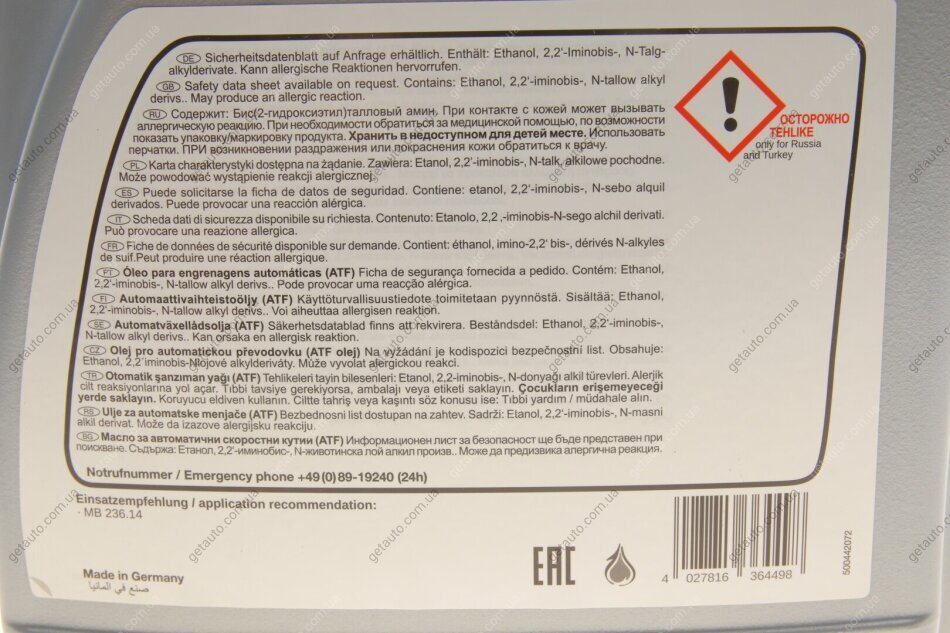 DE Sicherheitsdatenblatt auf Anfrage erhältlich. Enthält: Ethanol, 2,2'-Iminobis-, N-Talg-
alkylderivate. Kann allergische Reaktionen hervorrufen.
GB Safety data sheet available on request. Contains: Ethanol, 2,2'-iminobis-, N-tallow alkyl
derivs.. May produce an allergic reaction.
RU Содержит: Бис(2-гидроксиэтил)талловый амин. При контакте с кожей может вызывать
аллергическую реакцию. При необходимости обратиться за медицинской помощью, по возможности
показать упаковку/маркировку продукта. Хранить в недоступном для детей месте. Использовать
перчатки. ПРИ возникновении раздражения или покраснения кожи обратиться к врачу.
PL Karta charakterystyki dostępna na żądanie. Zawiera: Etanol, 2,2'-iminobis-, N-talk, alkilowe pochodne.
Może powodować wystąpienie reakcji alergicznej.
ES Puede solicitarse la ficha de datos de seguridad. Contiene: etanol, 2,2'-iminobis-, N-sebo alquil
derivados. Puede provocar una reacción alérgica.
IT Scheda dati di sicurezza disponibile su richiesta. Contenuto: Etanolo, 2,2 ,-iminobis-N-sego alchil derivati.
Può provocare una reazione allergica.
FR Fiche de données de sécurité disponible sur demande. Contient: éthanol, imino-2,2' bis-, dérivés N-alkyles
de suif.Peut produire une réaction allergique.
PT Óleo para engrenagens automáticas (ATF) Ficha de segurança fornecida a pedido. Contém: Ethanol,
2,2'-iminobis-, N-tallow alkyl derivs.. Pode provocar uma reacção alérgica.
FI Automaattivaihteistoöljy (ATF) Käyttöturvallisuustiedote toimitetaan pyynnöstä. Sisältää: Ethanol,
2,2'-iminobis-, N-tallow alkyl derivs.. Voi aiheuttaa allergisen reaktion.
SE Automatväxellådsolja (ATF) Säkerhetsdatablad finns att rekvirera. Beståndsdel: Ethanol, 2,2'-iminobis-,
N-tallow alkyl derivs.. Kan orsaka en allergisk reaktion.
CZ Olej pro automatickou převodovku (ATF olej) Na vyžádání je kodispozici bezpečnostní list. Obsahuje:
Ethanol, 2,2'iminobis-Nlojové alkylderiváty. Může vyvolat alergickou reakci.
TR Otomatik şanzıman yağı (ATF) Tehlikeleri tayin bilesenleri: Etanol, 2,2-iminobis-, N-donyağı alkil türevleri. Alerjik
cilt reaksiyonlarına yol açar. Tıbbi tavsiye gerekiyorsa, ambalajı veya etiketi saklayın. Çocukların erişemeyeceği
yerde saklayın. Koruyucu eldiven kullanın. Ciltte tahriş veya kaşıntı söz konusu ise: Tıbbi yardım / müdahale alın.
RS Ulje za automatske menjače (ATF) Bezbednosni list dostupan na zahtev. Sadrži: Etanol, 2,2'-iminobis-, N-masni
alkil derivat. Može da izazove alergijsku reakciju.
BG Масло за автоматични скоростни кутии (ATF) Информационен лист за безопасност ще бъде представен при
поискване. Съдържа: Етанол, 2,2'-иминобис-, N-животинска лой алкил произв.. Може да предизвика алергична реакция.
Notrufnummer / Emergency phone +49(0)89-19240 (24h)
ОСТОРОЖНО
TEHLIKE
only for Russia
and Turkey
Einsatzempfehlung / application recommendation:
· MB 236.14
Made in Germany
صنع في المانيا
EAC
4 027816 364498
500442072
getauto.com.ua